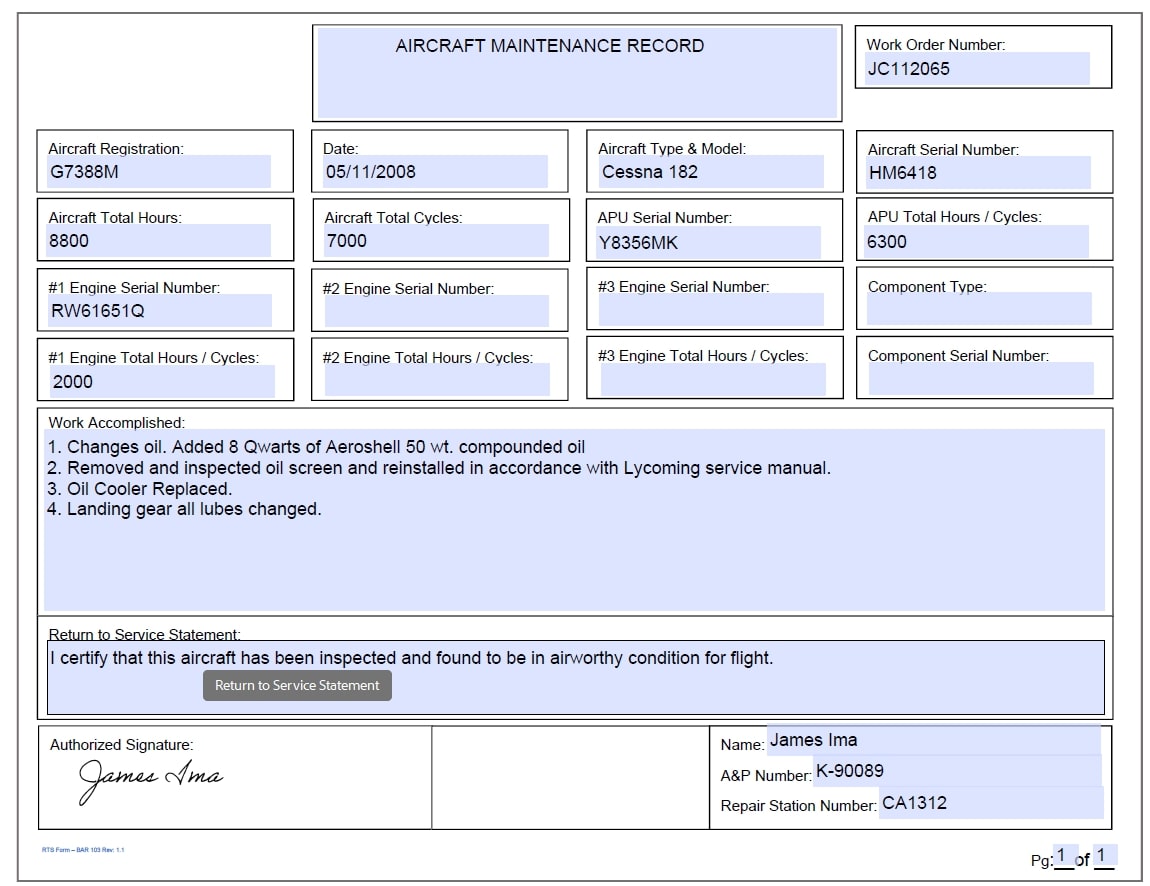 AIRCRAFT MAINTENANCE RECORD
Work Order Number:
JC112065
Aircraft Registration:
G7388M
Date:
05/11/2008
Aircraft Type & Model:
Cessna 182
Aircraft Serial Number:
HM6418
Aircraft Total Hours:
8800
Aircraft Total Cycles:
7000
APU Serial Number:
Y8356MK
APU Total Hours / Cycles:
6300
#1 Engine Serial Number:
RW61651Q
#2 Engine Serial Number:
#3 Engine Serial Number:
Component Type:
#1 Engine Total Hours / Cycles:
2000
#2 Engine Total Hours / Cycles:
#3 Engine Total Hours / Cycles:
Component Serial Number:
Work Accomplished:
1. Changes oil. Added 8 Qwarts of Aeroshell 50 wt. compounded oil
2. Removed and inspected oil screen and reinstalled in accordance with Lycoming service manual.
3. Oil Cooler Replaced.
4. Landing gear all lubes changed.
Return to Service Statement:
I certify that this aircraft has been inspected and found to be in airworthy condition for flight.
Return to Service Statement
Authorized Signature:
James Ima
Name: James Ima
A&P Number: K-90089
Repair Station Number: CA1312
RTS Form – BAR 103 Rev: 1.1
Pg: 1 of 1